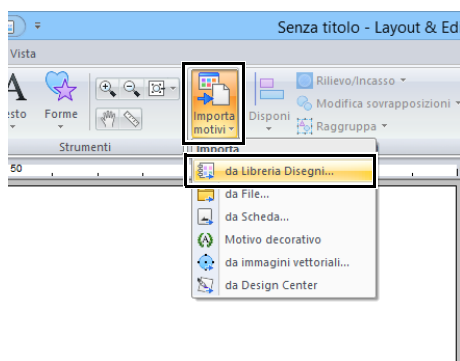 Senza titolo - Layout & Ed
Vista
esto
Forme
Importa
motivi
Disponi
Rilievo/Incasso
Modifica sovrapposizioni
Raggruppa
Strumenti
Importa
50
da Libreria Disegni...
da File...
da Scheda...
Motivo decorativo
da immagini vettoriali...
da Design Center